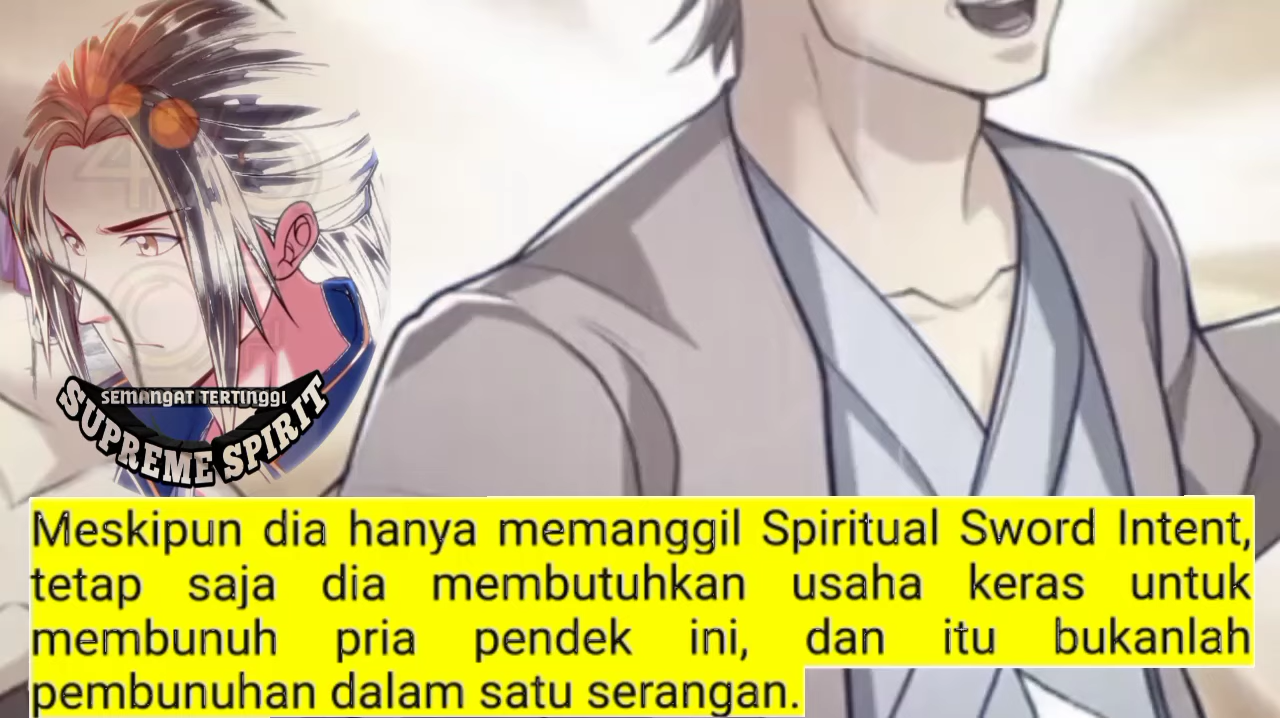 SEMANGAT TERTINGGI
SUPREME SPIRIT
Meskipun dia hanya memanggil Spiritual Sword Intent,
tetap saja dia membutuhkan usaha keras untuk
membunuh pria pendek ini, dan itu bukanlah
pembunuhan dalam satu serangan.